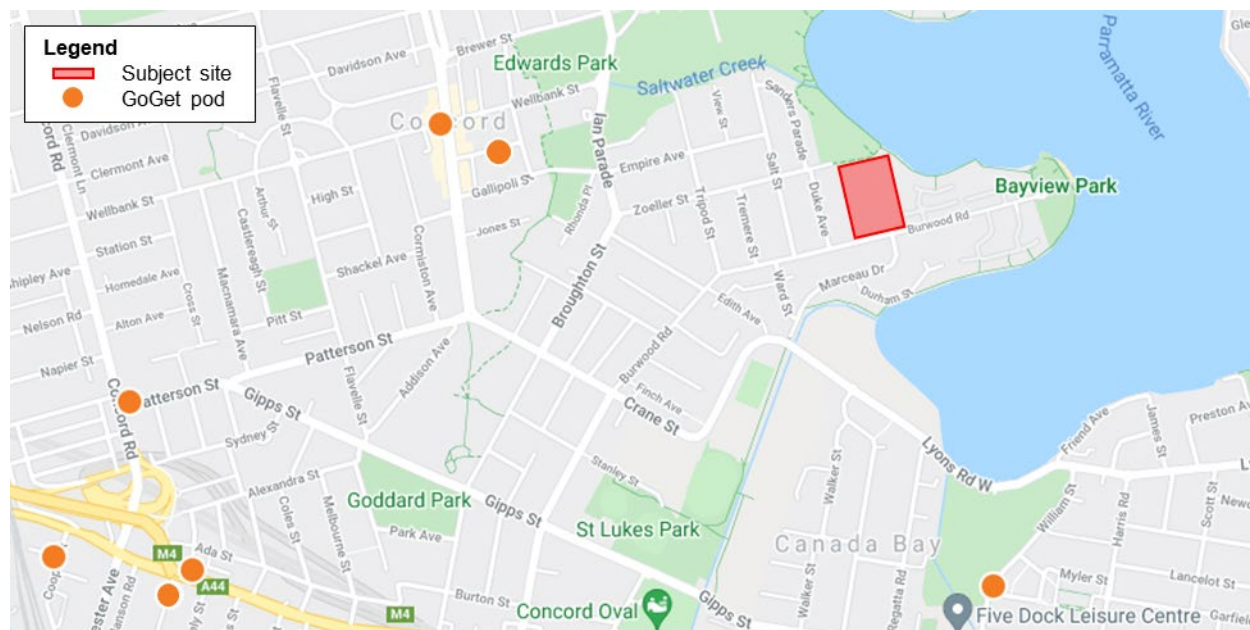 Legend
Subject site
GoGet pod
Brewer St
Davidson Ave
Edwards Park
Saltwater Creek
Parramatta River
Flavelle St
Wellbank St
View St
Sanders Parade
Concord
Ian Parade
Davidson Ave
Clermont Ln
Clermont Ave
Empire Ave
Salt St
Gallipoli St
Bayview Park
High St
Arthur St
Rhonda Pl
Zoeller St
Tripod St
Tremere St
Duke Ave
Wellbank St
Castlereagh St
Jones St
Burwood Rd
Station St
Cormiston Ave
Shackel Ave
Broughton St
Ward St
Marceau Dr
Homedale Ave
Macnamara Ave
Cross St
Durham St
Edith Ave
Nelson Rd
Alton Ave
Pitt St
Patterson St
Burwood Rd
Napier St
Addison Ave
Flavelle St
Finch Ave
Crane St
Friend Ave
James St
Concord Rd
Gipps St
Sydney St
Lyons Rd W
Walker St
Stanley St
Alexandra St
Goddard Park
Gipps St
St Lukes Park
William St
Harris Rd
Scott St
Coles St
Melbourne St
Park Ave
Canada Bay
Walker St
M4
Ada St
A44
Myler St
Lancelot St
Burton St
Regatta Rd
M4
Concord Oval
Gipps St
Five Dock Leisure Centre